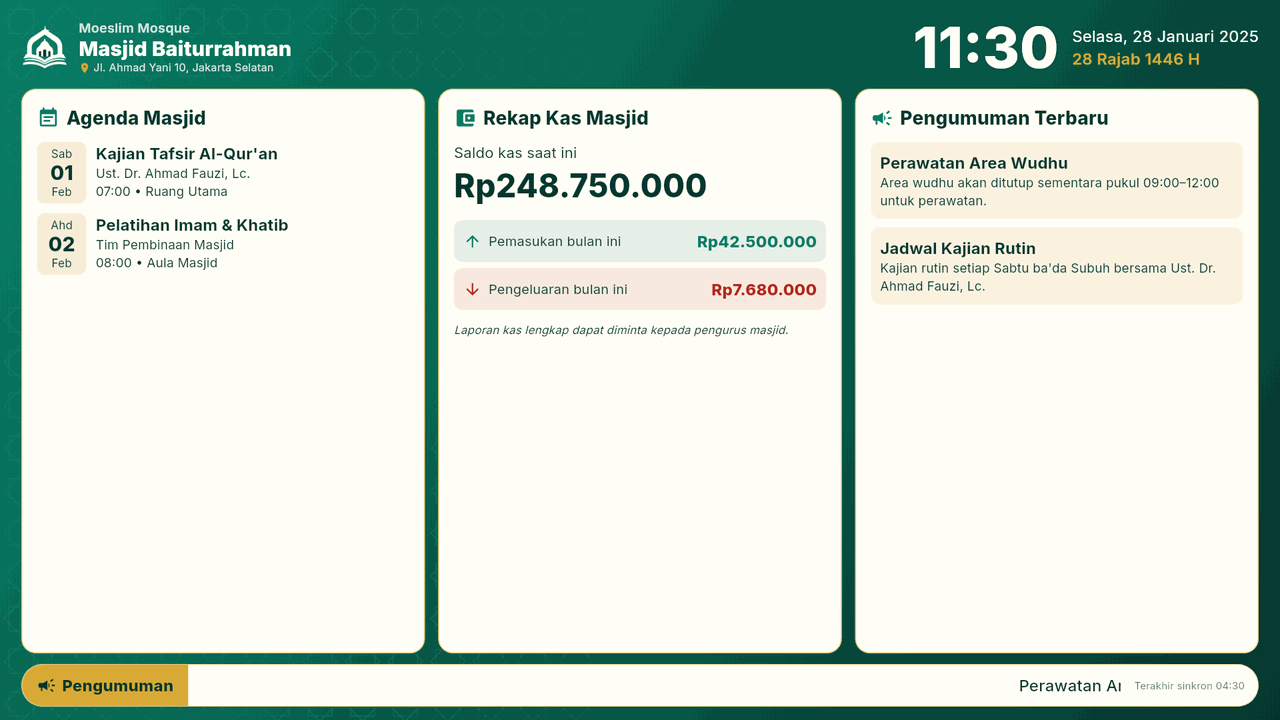 Moeslim Mosque
Masjid Baiturrahman
Jl. Ahmad Yani 10, Jakarta Selatan
11:30
Selasa, 28 Januari 2025
28 Rajab 1446 H
Agenda Masjid
Sab
01
Feb
Kajian Tafsir Al-Qur'an
Ust. Dr. Ahmad Fauzi, Lc.
07:00 • Ruang Utama
Ahd
02
Feb
Pelatihan Imam & Khatib
Tim Pembinaan Masjid
08:00 • Aula Masjid
Rekap Kas Masjid
Saldo kas saat ini
Rp248.750.000
Pemasukan bulan ini Rp42.500.000
Pengeluaran bulan ini Rp7.680.000
Laporan kas lengkap dapat diminta kepada pengurus masjid.
Pengumuman Terbaru
Perawatan Area Wudhu
Area wudhu akan ditutup sementara pukul 09:00–12:00
untuk perawatan.
Jadwal Kajian Rutin
Kajian rutin setiap Sabtu ba'da Subuh bersama Ust. Dr.
Ahmad Fauzi, Lc.
Pengumuman
Perawatan
Terakhir sinkron 04:30